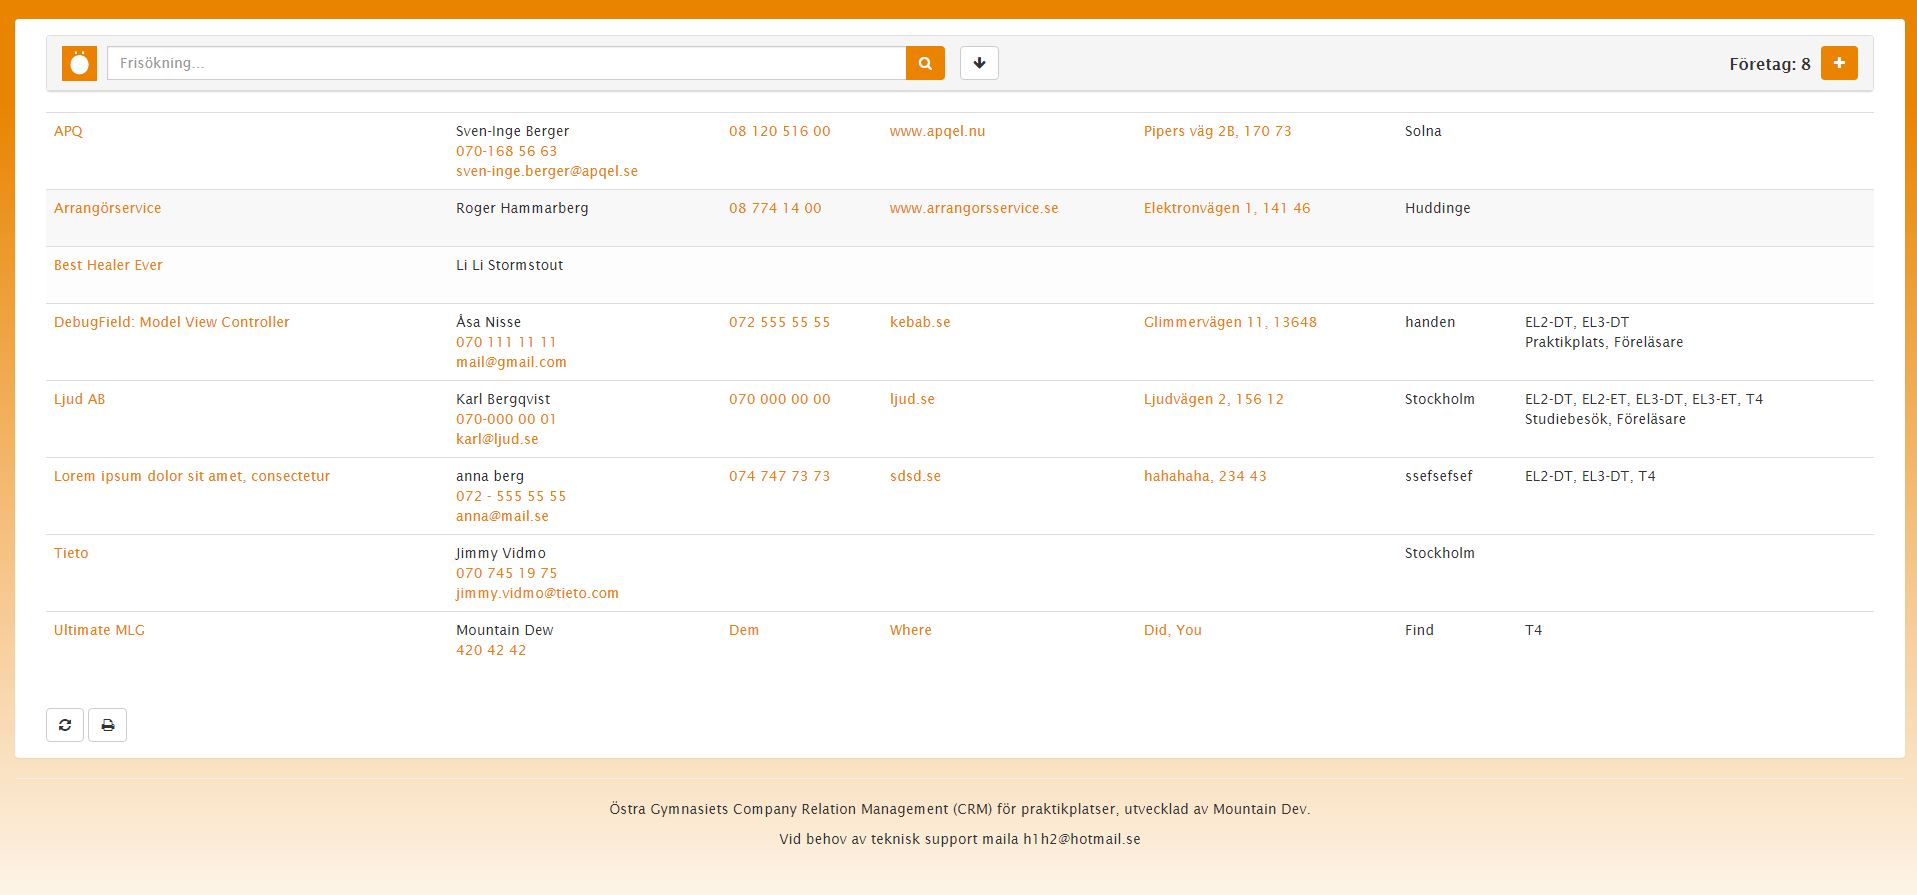 Ö Frisökning... Företag: 8
APQ Sven-Inge Berger 08 120 516 00 www.apqel.nu Pipers väg 2B, 170 73 Solna
070-168 56 63
sven-inge.berger@apqel.se
Arrangörservice Roger Hammarberg 08 774 14 00 www.arrangorsservice.se Elektronvägen 1, 141 46 Huddinge
Best Healer Ever Li Li Stormstout
DebugField: Model View Controller Åsa Nisse 072 555 55 55 kebab.se Glimmervägen 11, 13648 handen EL2-DT, EL3-DT
070 111 11 11 Praktikplats, Föreläsare
mail@gmail.com
Ljud AB Karl Bergqvist 070 000 00 00 ljud.se Ljudvägen 2, 156 12 Stockholm EL2-DT, EL2-ET, EL3-DT, EL3-ET, T4
070-000 00 01 Studiebesök, Föreläsare
karl@ljud.se
Lorem ipsum dolor sit amet, consectetur anna berg 074 747 73 73 sdsd.se hahahaha, 234 43 ssefsefsef EL2-DT, EL3-DT, T4
072 - 555 55 55
anna@mail.se
Tieto Jimmy Vidmo Stockholm
070 745 19 75
jimmy.vidmo@tieto.com
Ultimate MLG Mountain Dew Dem Where Did, You Find T4
420 42 42
Östra Gymnasiets Company Relation Management (CRM) för praktikplatser, utvecklad av Mountain Dev.
Vid behov av teknisk support maila h1h2@hotmail.se